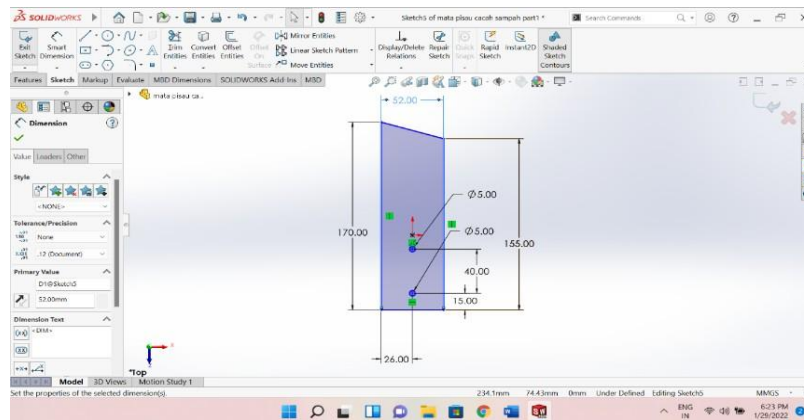 SOLIDWORKS
Sketch5 of mata pisau cacah sampah part1 *
Search Commands
Exit Sketch
Smart Dimension
Trim Entities
Convert Entities
Offset Entities
Offset On Surface
Mirror Entities
Linear Sketch Pattern
Move Entities
Display/Delete Relations
Repair Sketch
Quick Snaps
Rapid Sketch
Instant2D
Shaded Sketch Contours
Features Sketch Markup Evaluate MBD Dimensions SOLIDWORKS Add-Ins MBD
mata pisau ca..
Dimension
Value Leaders Other
Style
<NONE>
Tolerance/Precision
None
.12 (Document)
Primary Value
D1@Sketch5
52.00mm
Dimension Text
<DIM>
52.00
Ø5.00
Ø5.00
170.00
155.00
40.00
15.00
26.00
*Top
Model 3D Views Motion Study 1
Set the properties of the selected dimension(s).
234.1mm 74.43mm 0mm Under Defined Editing Sketch5 MMGS
ENG
IN
6:23 PM
1/29/2022